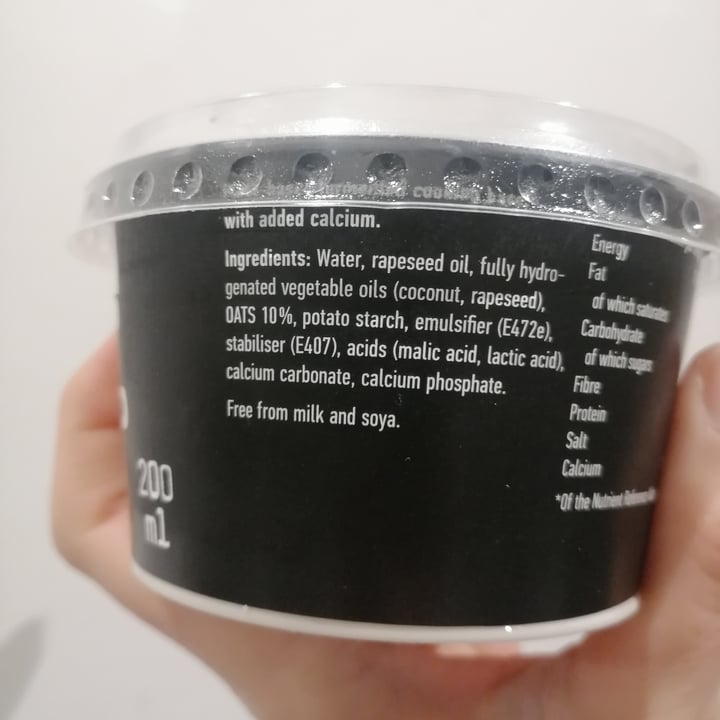 with added calcium.
Ingredients: Water, rapeseed oil, fully hydro-
genated vegetable oils (coconut, rapeseed),
OATS 10%, potato starch, emulsifier (E472e),
stabiliser (E407), acids (malic acid, lactic acid),
calcium carbonate, calcium phosphate.
Free from milk and soya.
200
ml
Energy
Fat
of which saturates
Carbohydrate
of which sugars
Fibre
Protein
Salt
Calcium
*Of the Nutrient Reference